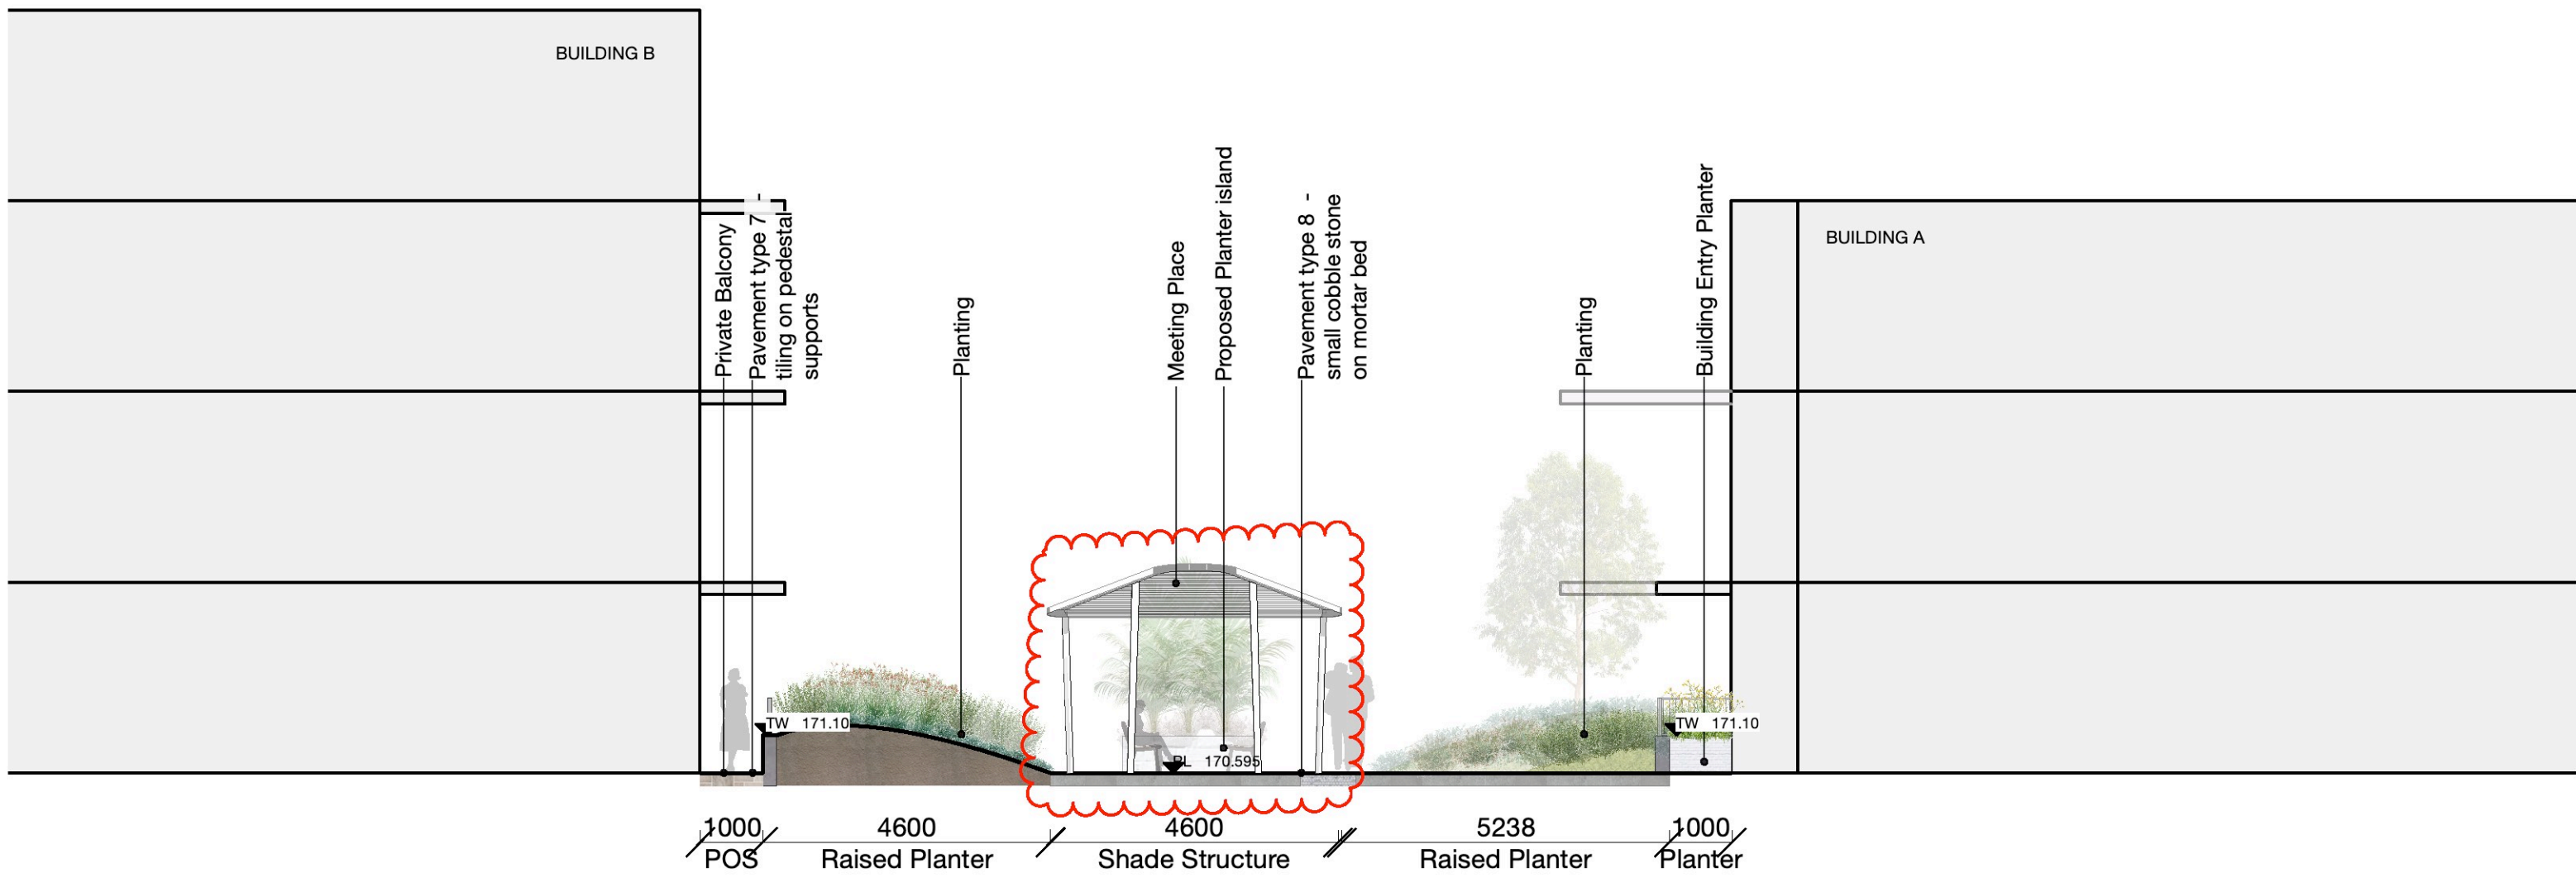 BUILDING B
BUILDING A
Private Balcony
Pavement type 7 -
tiling on pedestal
supports
Planting
Meeting Place
Proposed Planter island
Pavement type 8 -
small cobble stone
on mortar bed
Planting
Building Entry Planter
TW 171.10
RL 170.595
TW 171.10
1000
4600
4600
5238
1000
POS
Raised Planter
Shade Structure
Raised Planter
Planter